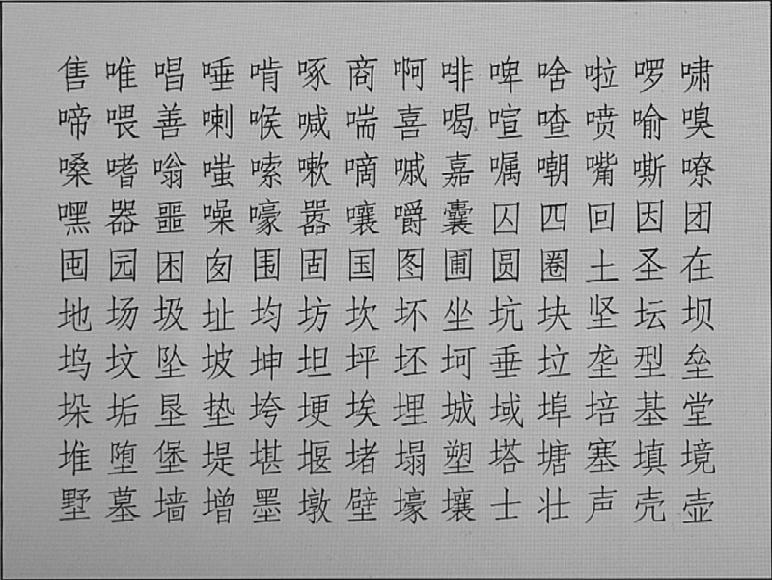 售唯唱唾啃啄商啊啡啤啥啦啰啸
啼喂善喇喉喊喘喜喝喧喳喷喻嗅
嗓嗜嗡嗤嗦嗽嘀嘁嘉嘱嘲嘴嘶嘹
嘿器噩噪嚎嚣嚷嚼囊囚四回因团
囤园困囱围固国图圃圆圈土圣在
地场圾址均坊坎坏坐坑块坚坛坝
坞坟坠坡坤坦坪坯坷垂垃垄型垒
垛垢垦垫垮埂埃埋城域埠培基堂
堆堕堡堤堪堰堵塌塑塔塘塞填境
墅墓墙增墨墩壁壕壤士壮声壳壶